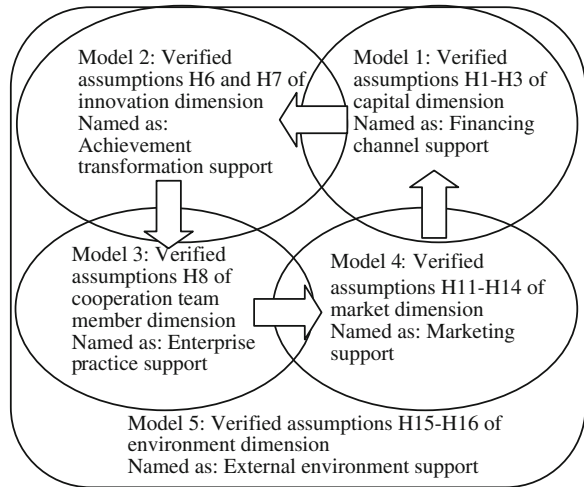 Model 2: Verified
assumptions H6 and H7 of
innovation dimension
Named as:
Achievement
transformation support
Model 1: Verified
assumptions H1-H3 of
capital dimension
Named as: Financing
channel support
Model 3: Verified
assumptions H8 of
cooperation team
member dimension
Named as: Enterprise
practice support
Model 4: Verified
assumptions H11-H14 of
market dimension
Named as: Marketing
support
Model 5: Verified assumptions H15-H16 of
environment dimension
Named as: External environment support